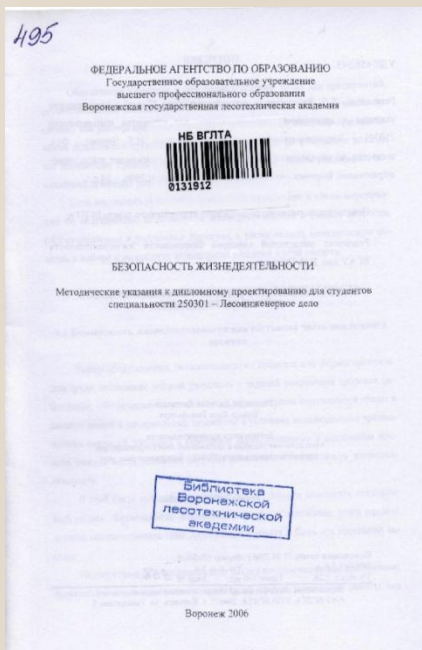 495
ФЕДЕРАЛЬНОЕ АГЕНТСТВО ПО ОБРАЗОВАНИЮ
Государственное образовательное учреждение
высшего профессионального образования
Воронежская государственная лесотехническая академия
НБ ВГЛТА
0131912
БЕЗОПАСНОСТЬ ЖИЗНЕДЕЯТЕЛЬНОСТИ
Методические указания к дипломному проектированию для студентов
специальности 250301 – Лесоинженерное дело
Библиотека
Воронежской
лесотехнической
академии
Воронеж 2006